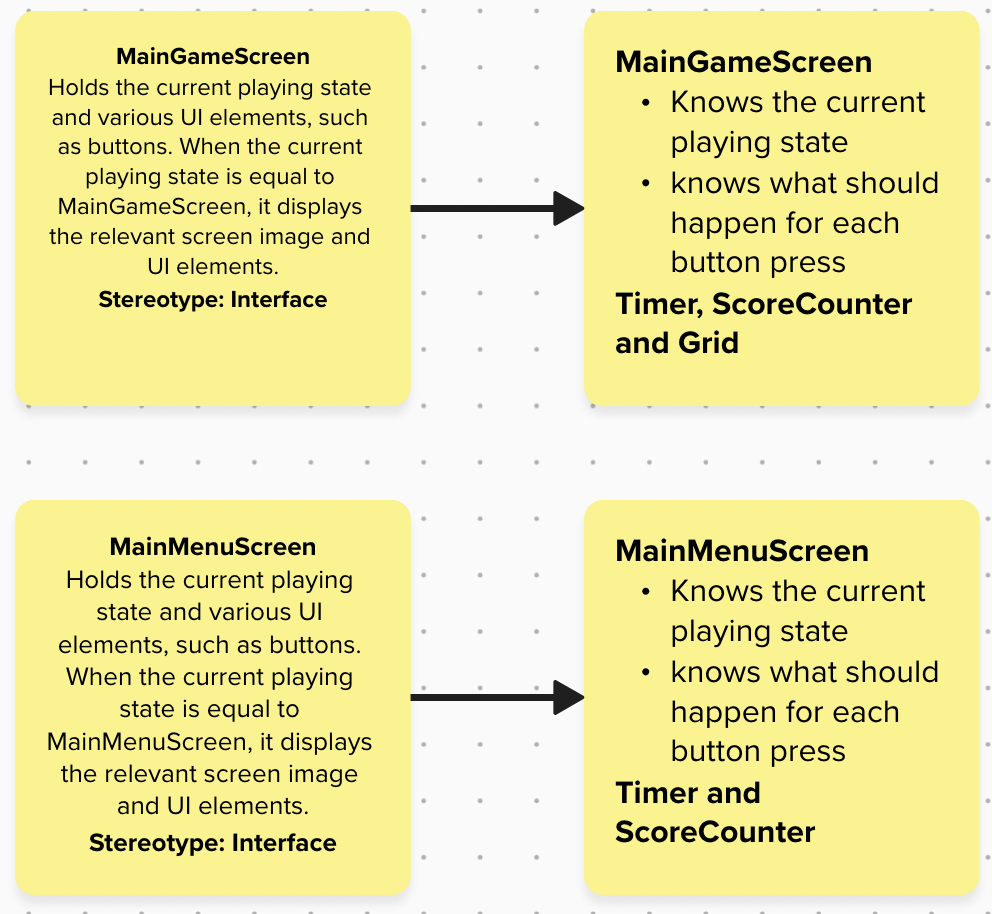 MainGameScreen
Holds the current playing state
and various UI elements, such
as buttons. When the current
playing state is equal to
MainGameScreen, it displays
the relevant screen image and
UI elements.
Stereotype: Interface
MainGameScreen
• Knows the current
playing state
• knows what should
happen for each
button press
Timer, ScoreCounter
and Grid
MainMenuScreen
Holds the current playing
state and various UI
elements, such as buttons.
When the current playing
state is equal to
MainMenuScreen, it displays
the relevant screen image
and UI elements.
Stereotype: Interface
MainMenuScreen
• Knows the current
playing state
• knows what should
happen for each
button press
Timer and
ScoreCounter